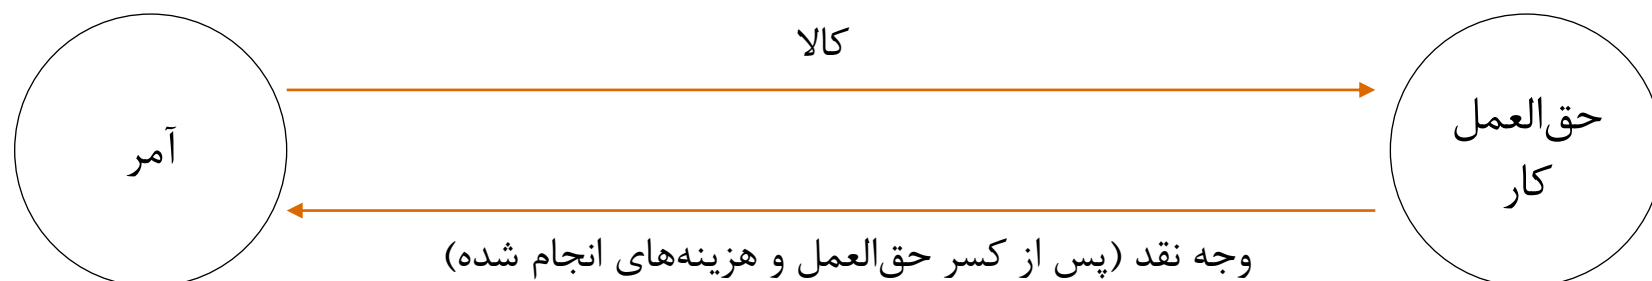 کالا
حق‌العمل
کار
آمر
وجه نقد (پس از کسر حق‌العمل و هزینه‌های انجام شده)